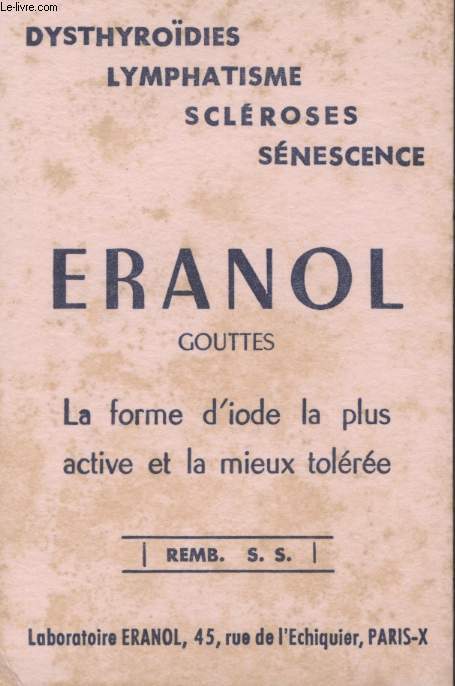 Le-livre.com
DYSTHYROÏDIES
LYMPHATISME
SCLÉROSES
SÉNESCENCE
ERANOL
GOUTTES
La forme d'iode la plus
active et la mieux tolérée
REMB. S. S.
Laboratoire ERANOL, 45, rue de l'Echiquier, PARIS-X